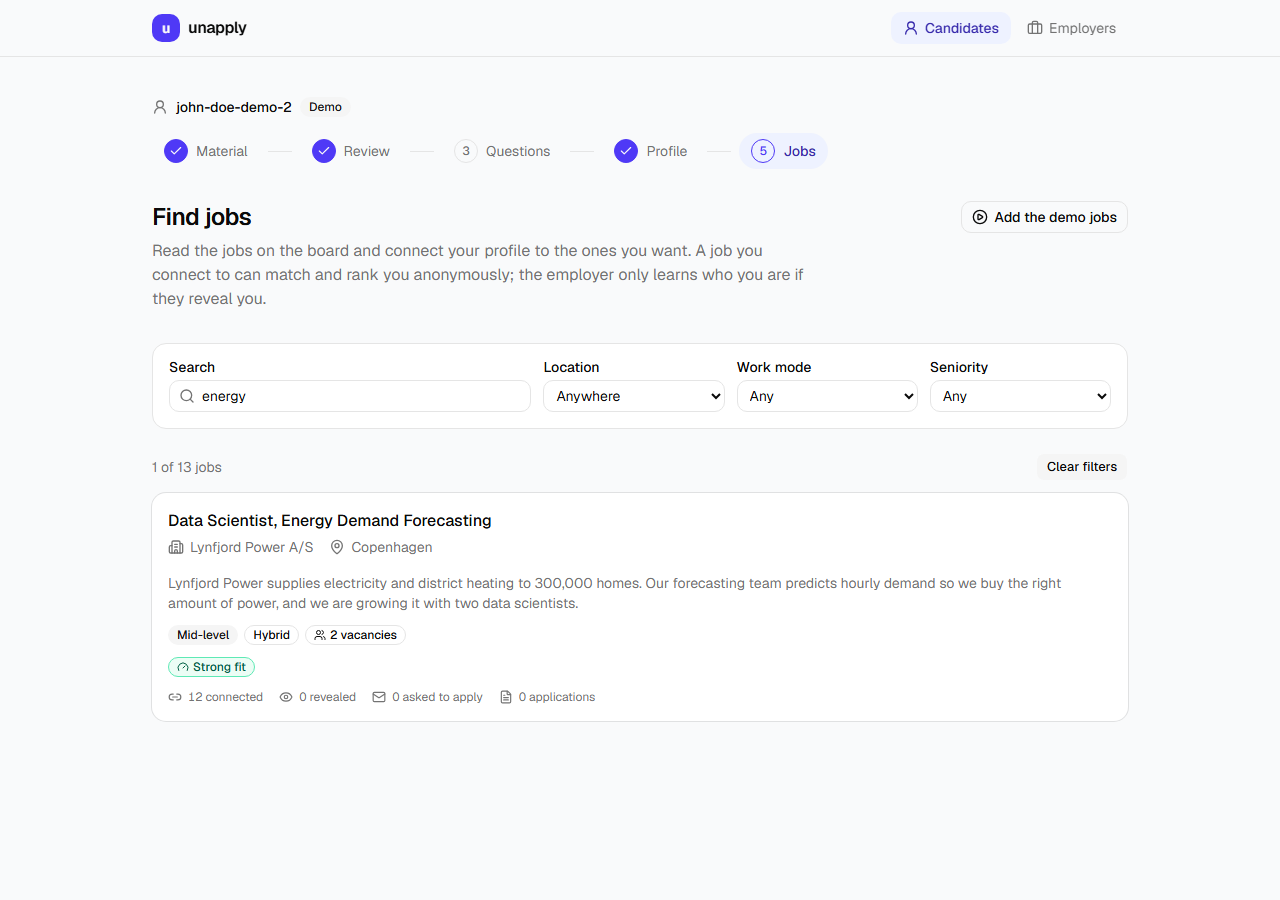 u unapply
Candidates
Employers
john-doe-demo-2 Demo
Material
Review
3 Questions
Profile
5 Jobs
Find jobs
Add the demo jobs
Read the jobs on the board and connect your profile to the ones you want. A job you
connect to can match and rank you anonymously; the employer only learns who you are if
they reveal you.
Search
Location
Work mode
Seniority
energy
Anywhere
Any
Any
1 of 13 jobs
Clear filters
Data Scientist, Energy Demand Forecasting
Lynfjord Power A/S Copenhagen
Lynfjord Power supplies electricity and district heating to 300,000 homes. Our forecasting team predicts hourly demand so we buy the right
amount of power, and we are growing it with two data scientists.
Mid-level Hybrid 2 vacancies
Strong fit
12 connected 0 revealed 0 asked to apply 0 applications